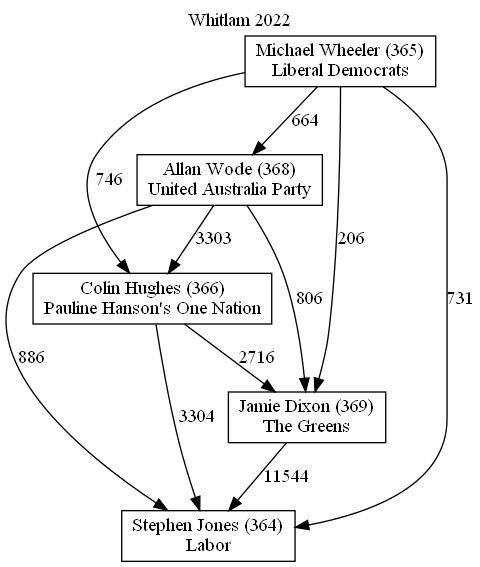 Whitlam 2022
Michael Wheeler (365)
Liberal Democrats
664
Allan Wode (368)
United Australia Party
746
3303
206
Colin Hughes (366)
Pauline Hanson's One Nation
806
731
886
2716
Jamie Dixon (369)
The Greens
3304
11544
Stephen Jones (364)
Labor